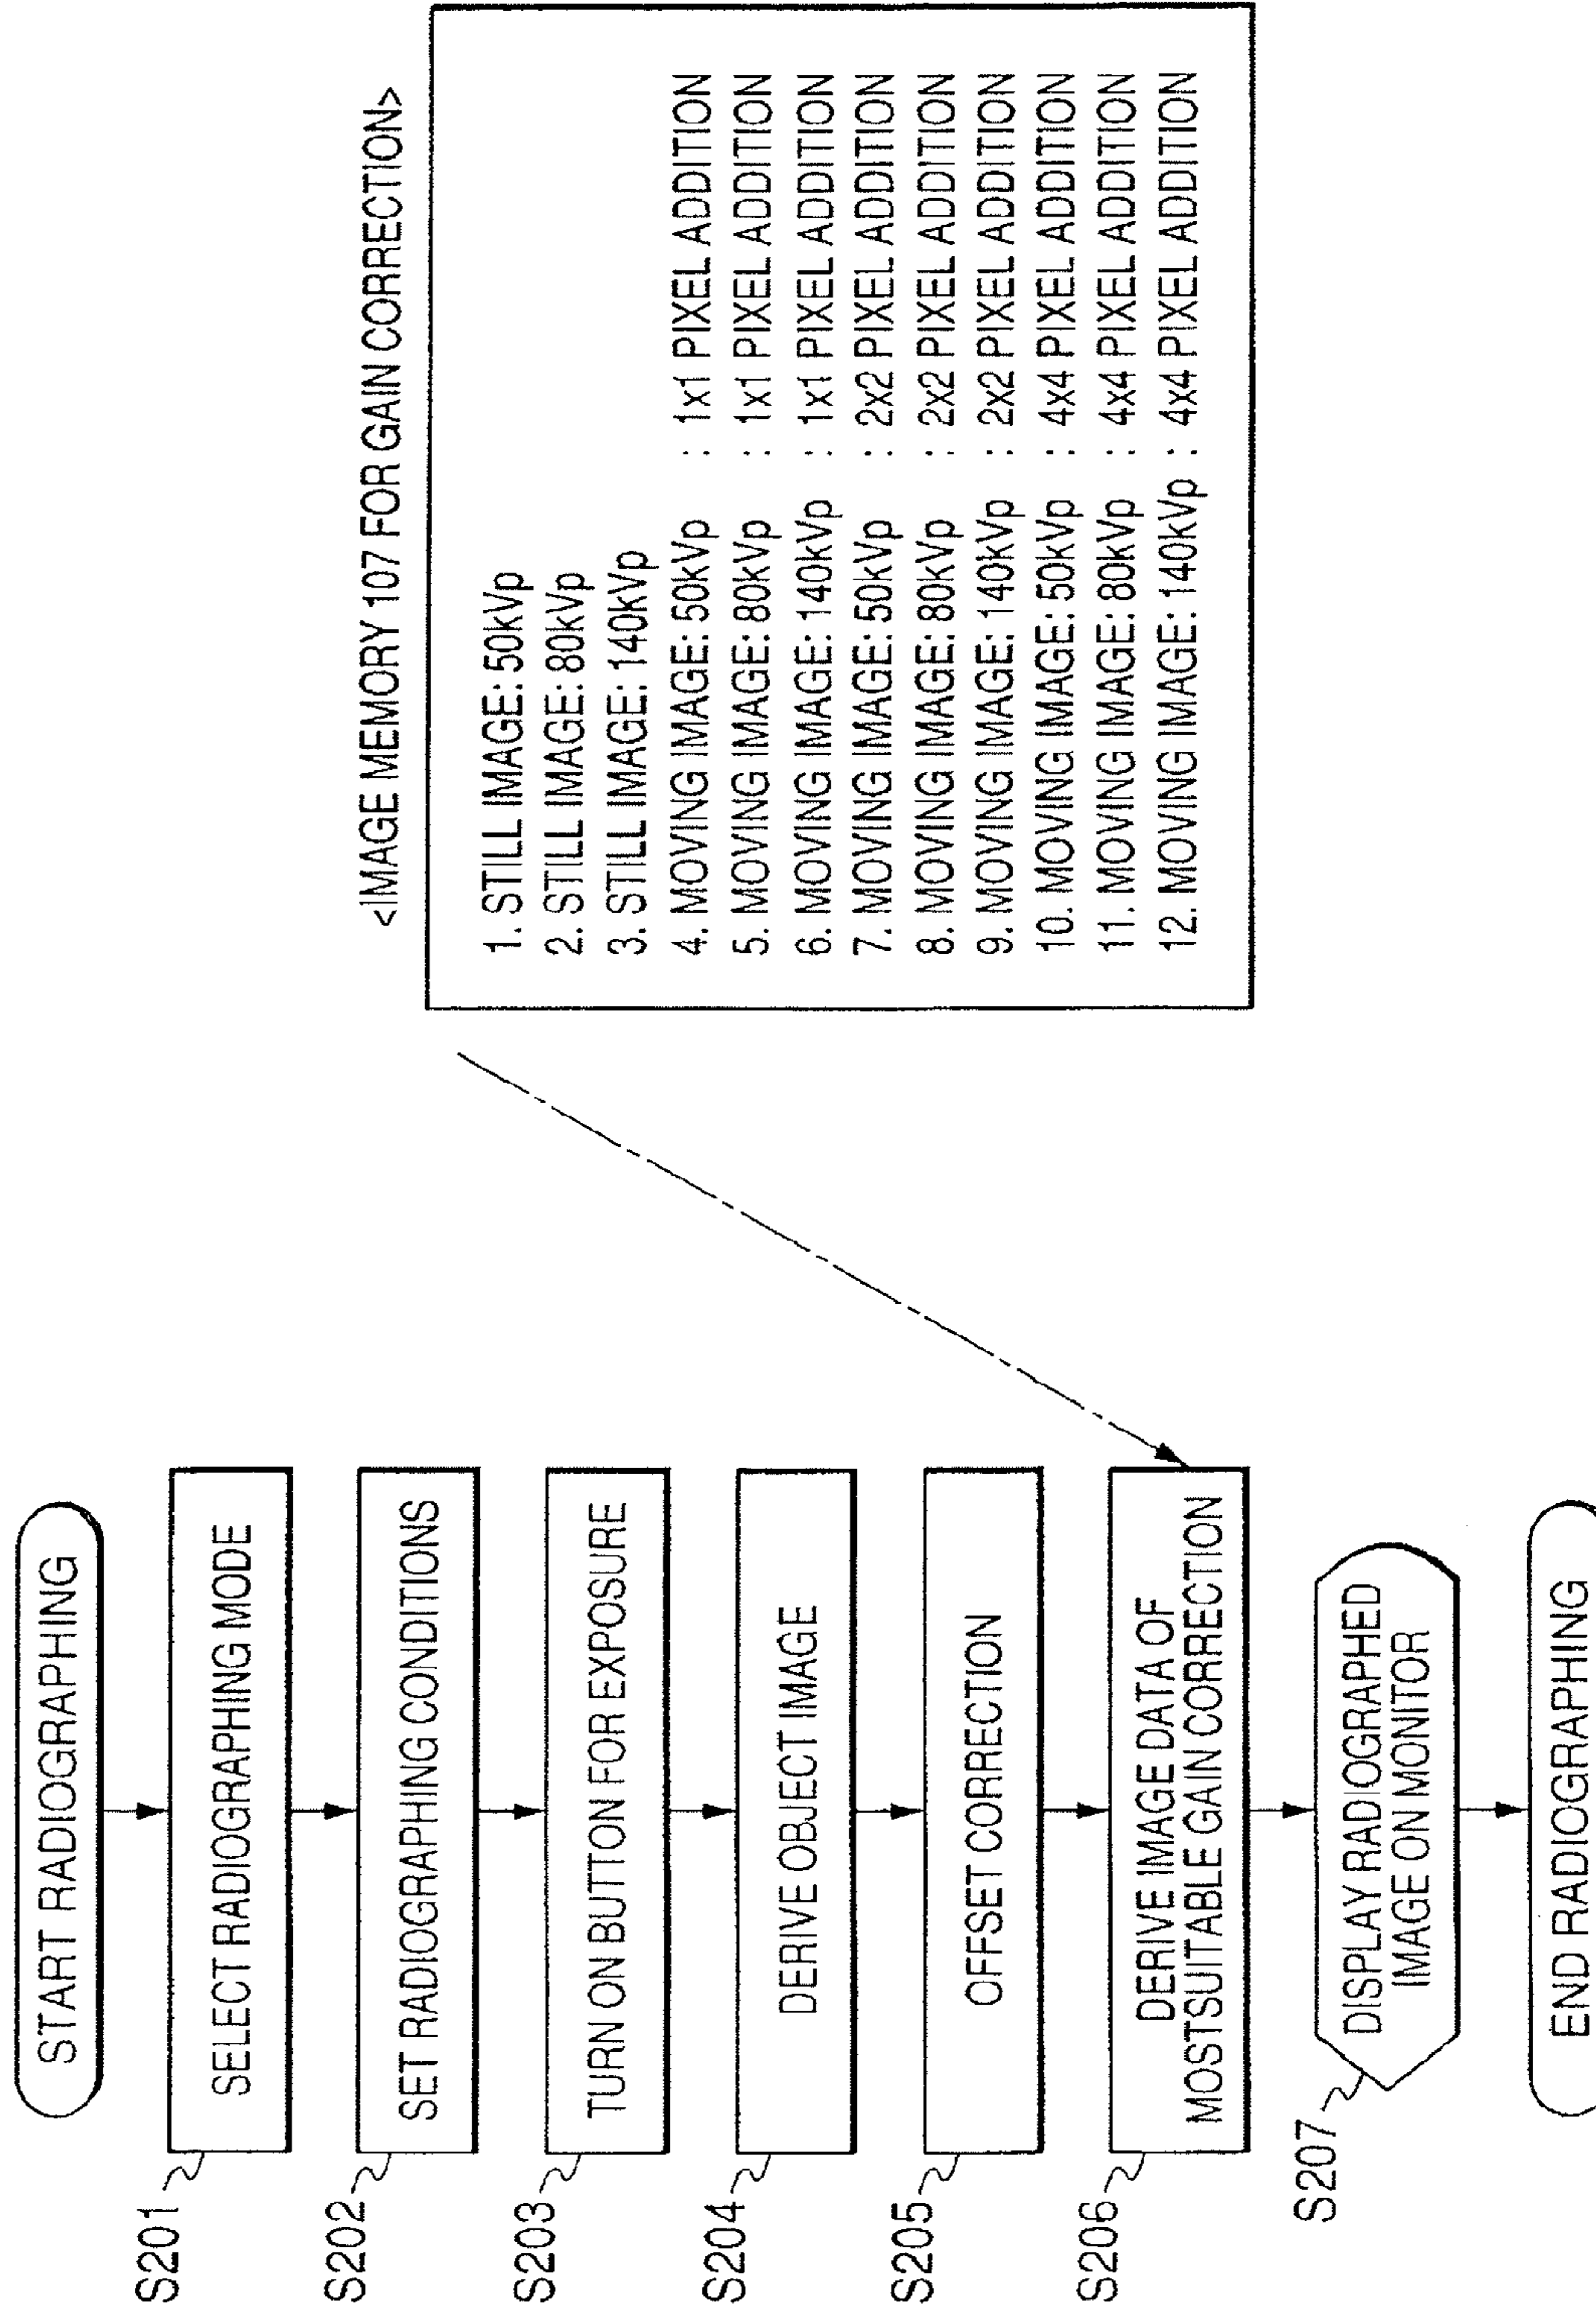 START RADIOGRAPHING
S201
SELECT RADIOGRAPHING MODE
S202
SET RADIOGRAPHING CONDITIONS
S203
TURN ON BUTTON FOR EXPOSURE
S204
DERIVE OBJECT IMAGE
S205
OFFSET CORRECTION
S206
DERIVE IMAGE DATA OF
MOSTSUITABLE GAIN CORRECTION
S207
DISPLAY RADIOGRAPHED
IMAGE ON MONITOR
END RADIOGRAPHING
<IMAGE MEMORY 107 FOR GAIN CORRECTION>
1. STILL IMAGE: 50kVp
2. STILL IMAGE: 80kVp
3. STILL IMAGE: 140kVp
4. MOVING IMAGE: 50kVp : 1x1 PIXEL ADDITION
5. MOVING IMAGE: 80kVp : 1x1 PIXEL ADDITION
6. MOVING IMAGE: 140kVp : 1x1 PIXEL ADDITION
7. MOVING IMAGE: 50kVp : 2x2 PIXEL ADDITION
8. MOVING IMAGE: 80kVp : 2x2 PIXEL ADDITION
9. MOVING IMAGE: 140kVp : 2x2 PIXEL ADDITION
10. MOVING IMAGE: 50kVp : 4x4 PIXEL ADDITION
11. MOVING IMAGE: 80kVp : 4x4 PIXEL ADDITION
12. MOVING IMAGE: 140kVp : 4x4 PIXEL ADDITION